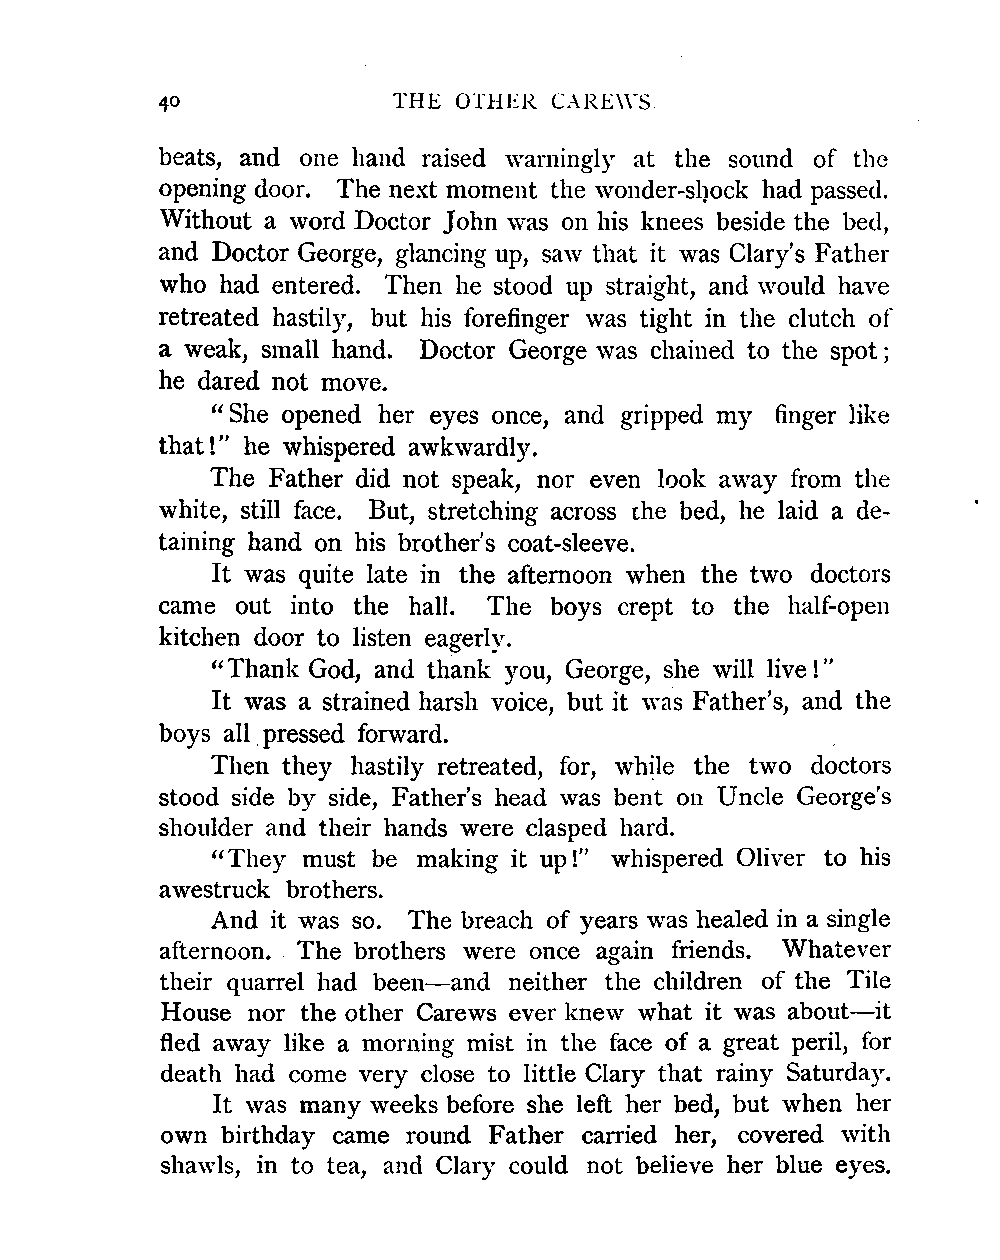 40 THE OTHER CAREWS
beats, and one hand raised warningly at the sound of the
opening door. The next moment the wonder-shock had passed.
Without a word Doctor John was on his knees beside the bed,
and Doctor George, glancing up, saw that it was Clary's Father
who had entered. Then he stood up straight, and would have
retreated hastily, but his forefinger was tight in the clutch of
a weak, small hand. Doctor George was chained to the spot;
he dared not move.
"She opened her eyes once, and gripped my finger like
that!" he whispered awkwardly.
The Father did not speak, nor even look away from the
white, still face. But, stretching across the bed, he laid a de-
taining hand on his brother's coat-sleeve.
It was quite late in the afternoon when the two doctors
came out into the hall. The boys crept to the half-open
kitchen door to listen eagerly.
"Thank God, and thank you, George, she will live!"
It was a strained harsh voice, but it was Father's, and the
boys all pressed forward.
Then they hastily retreated, for, while the two doctors
stood side by side, Father's head was bent on Uncle George's
shoulder and their hands were clasped hard.
"They must be making it up!" whispered Oliver to his
awestruck brothers.
And it was so. The breach of years was healed in a single
afternoon. The brothers were once again friends. Whatever
their quarrel had been—and neither the children of the Tile
House nor the other Carews ever knew what it was about—it
fled away like a morning mist in the face of a great peril, for
death had come very close to little Clary that rainy Saturday.
It was many weeks before she left her bed, but when her
own birthday came round Father carried her, covered with
shawls, in to tea, and Clary could not believe her blue eyes.